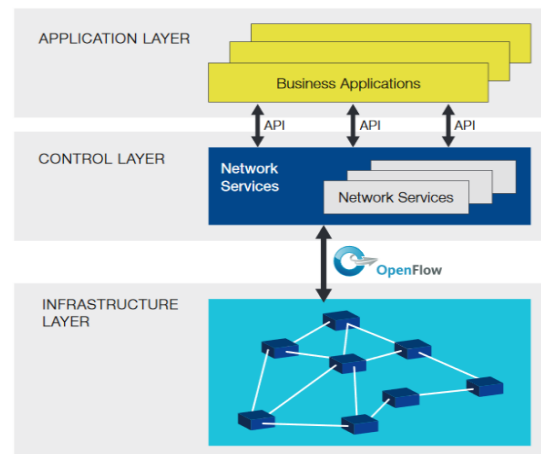 APPLICATION LAYER
Business Applications
API API API
CONTROL LAYER
Network
Services
Network Services
OpenFlow
INFRASTRUCTURE
LAYER